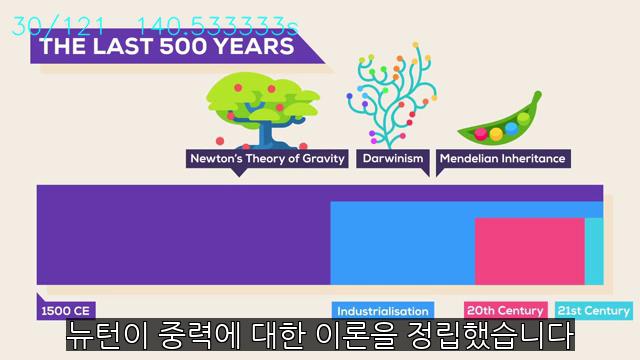 30/121 140.533333s
THE LAST 500 YEARS
Newton's Theory of Gravity
Darwinism
Mendelian Inheritance
1500 CE
Industrialisation
20th Century
21st Century
뉴턴이 중력에 대한 이론을 정립했습니다